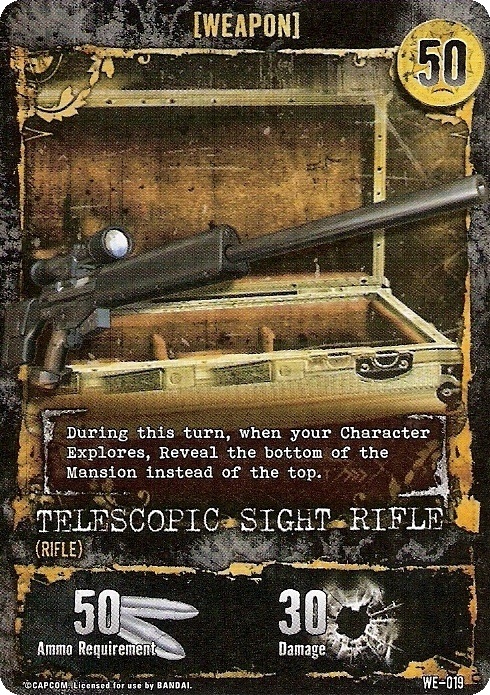 [WEAPON]
50
During this turn, when your Character
Explores, Reveal the bottom of the
Mansion instead of the top.
TELESCOPIC SIGHT RIFLE
(RIFLE)
50
Ammo Requirement
30
Damage
©CAPCOM. Licensed for use by BANDAI.
WE-019